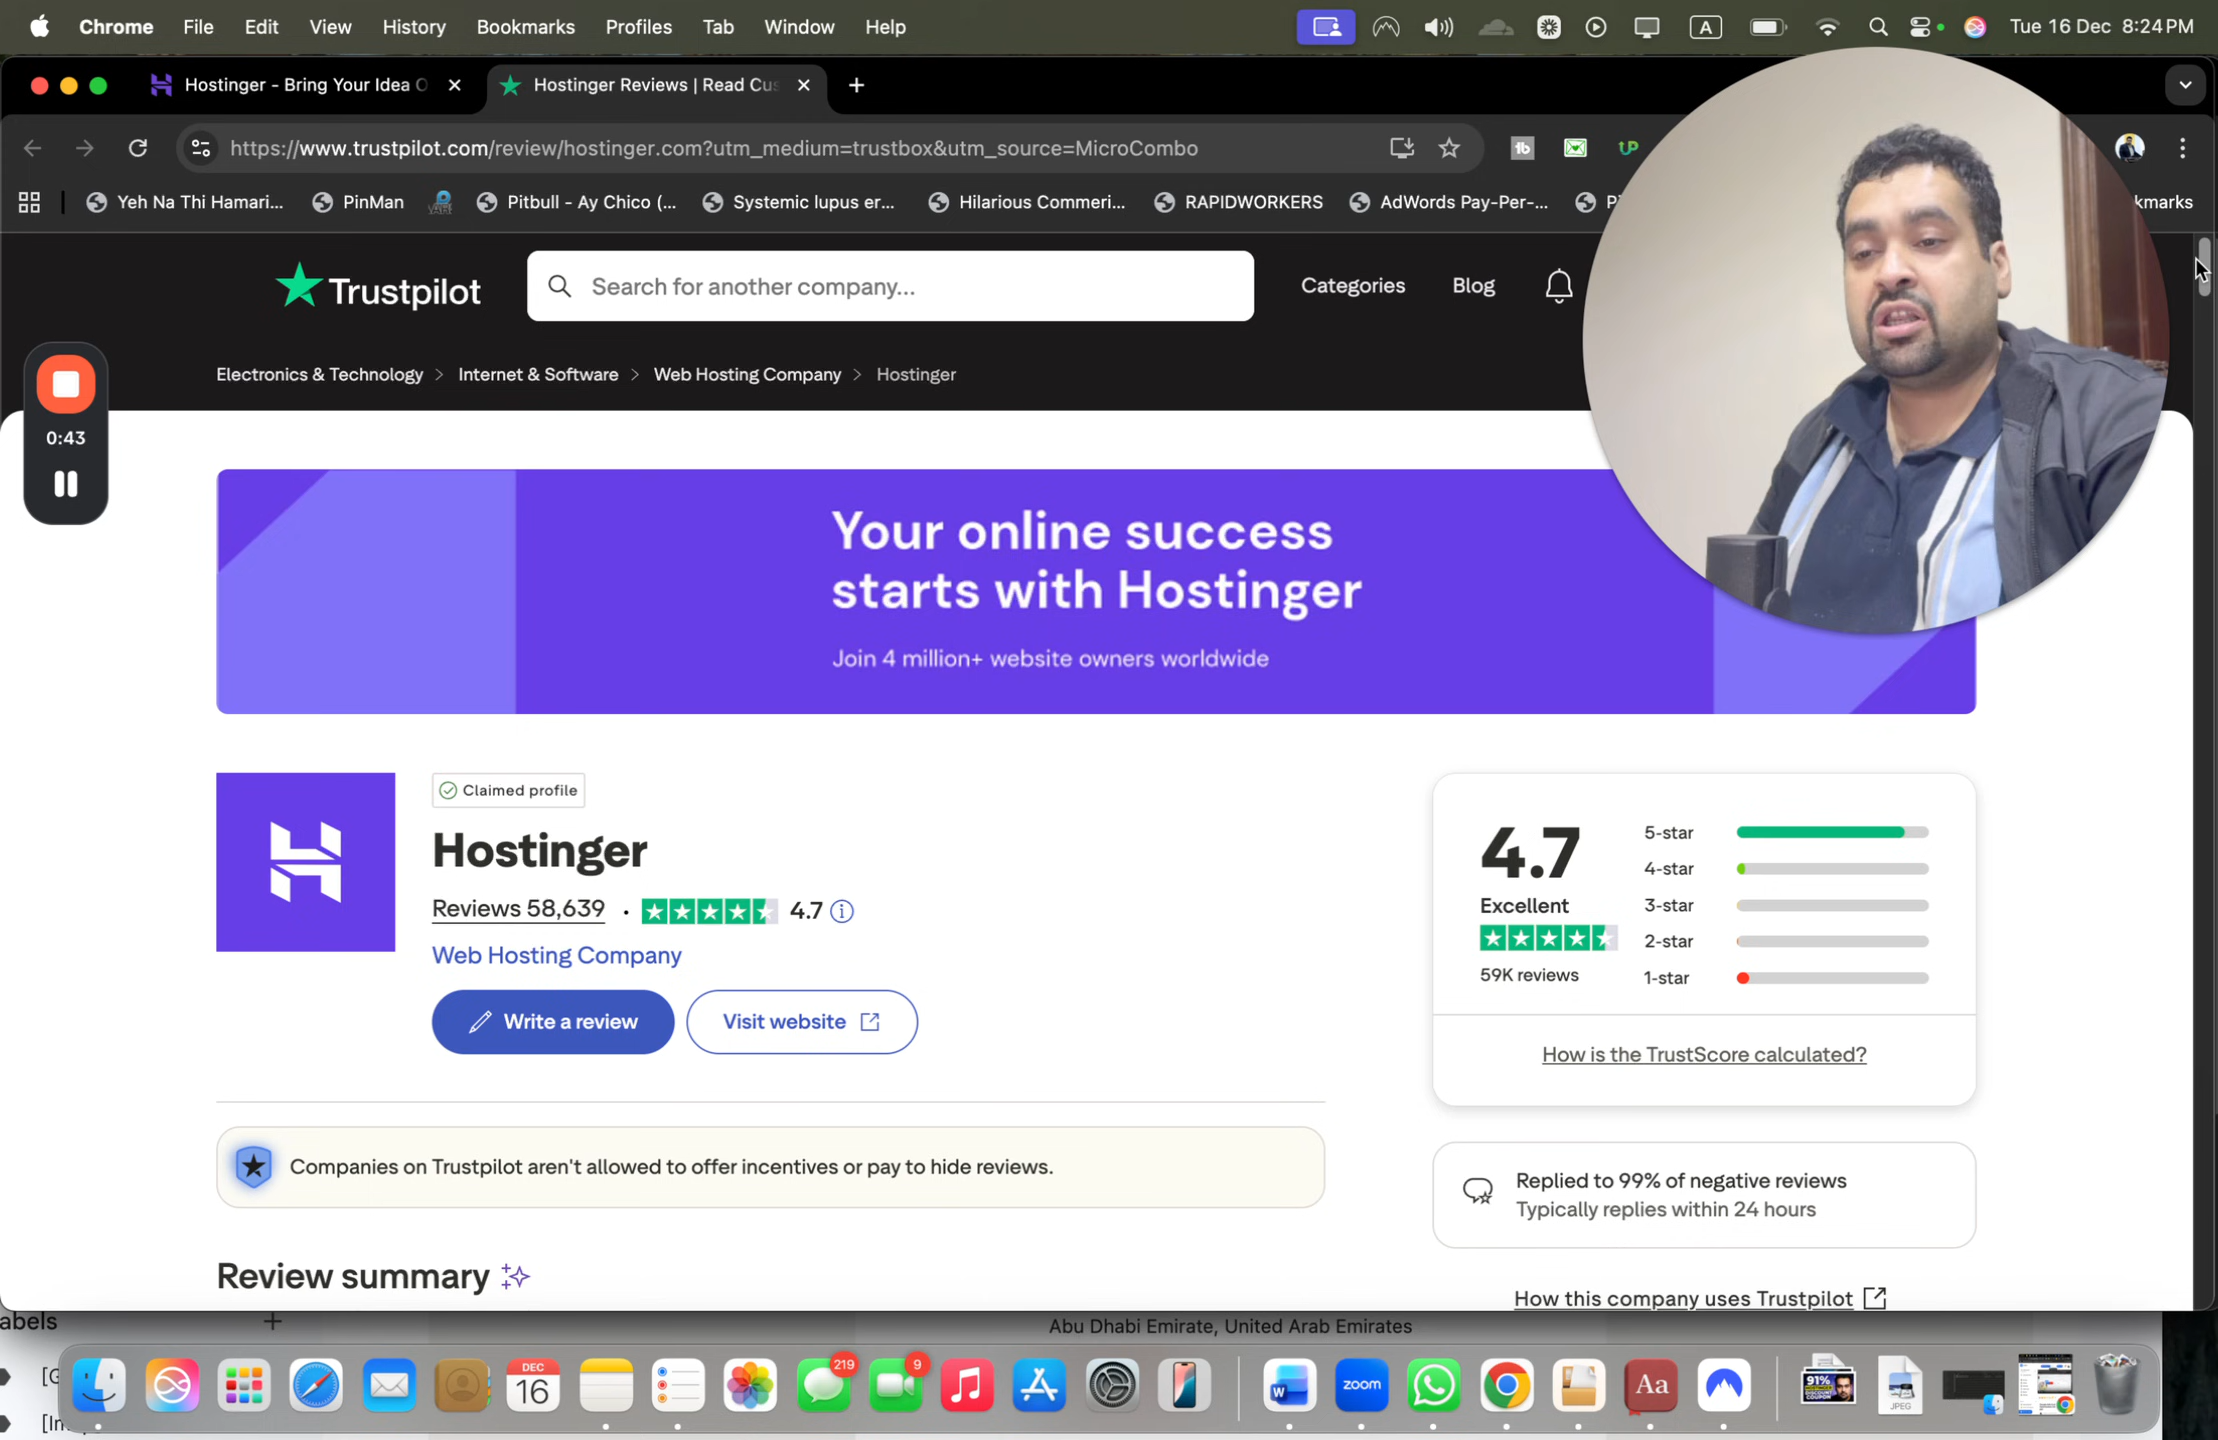 Chrome File Edit View History Bookmarks Profiles Tab Window Help A Tue 16 Dec 8:24 PM
Hostinger - Bring Your Idea O Hostinger Reviews | Read Cus
https://www.trustpilot.com/review/hostinger.com?utm_medium=trustbox&utm_source=MicroCombo
Yeh Na Thi Hamari... PinMan Pitbull - Ay Chico (... Systemic lupus er... Hilarious Commeri... RAPIDWORKERS AdWords Pay-Per-... kmarks
Trustpilot Search for another company... Categories Blog
Electronics & Technology > Internet & Software > Web Hosting Company > Hostinger
0:43
Your online success
starts with Hostinger
Join 4 million+ website owners worldwide
Claimed profile
Hostinger
Reviews 58,639 • 4.7
Web Hosting Company
Write a review Visit website
4.7
Excellent
59K reviews
5-star
4-star
3-star
2-star
1-star
How is the TrustScore calculated?
Companies on Trustpilot aren't allowed to offer incentives or pay to hide reviews.
Replied to 99% of negative reviews
Typically replies within 24 hours
Review summary
How this company uses Trustpilot
abels +
Abu Dhabi Emirate, United Arab Emirates
DEC
16
219
9
W
zoom
Aa
91%
JPEG